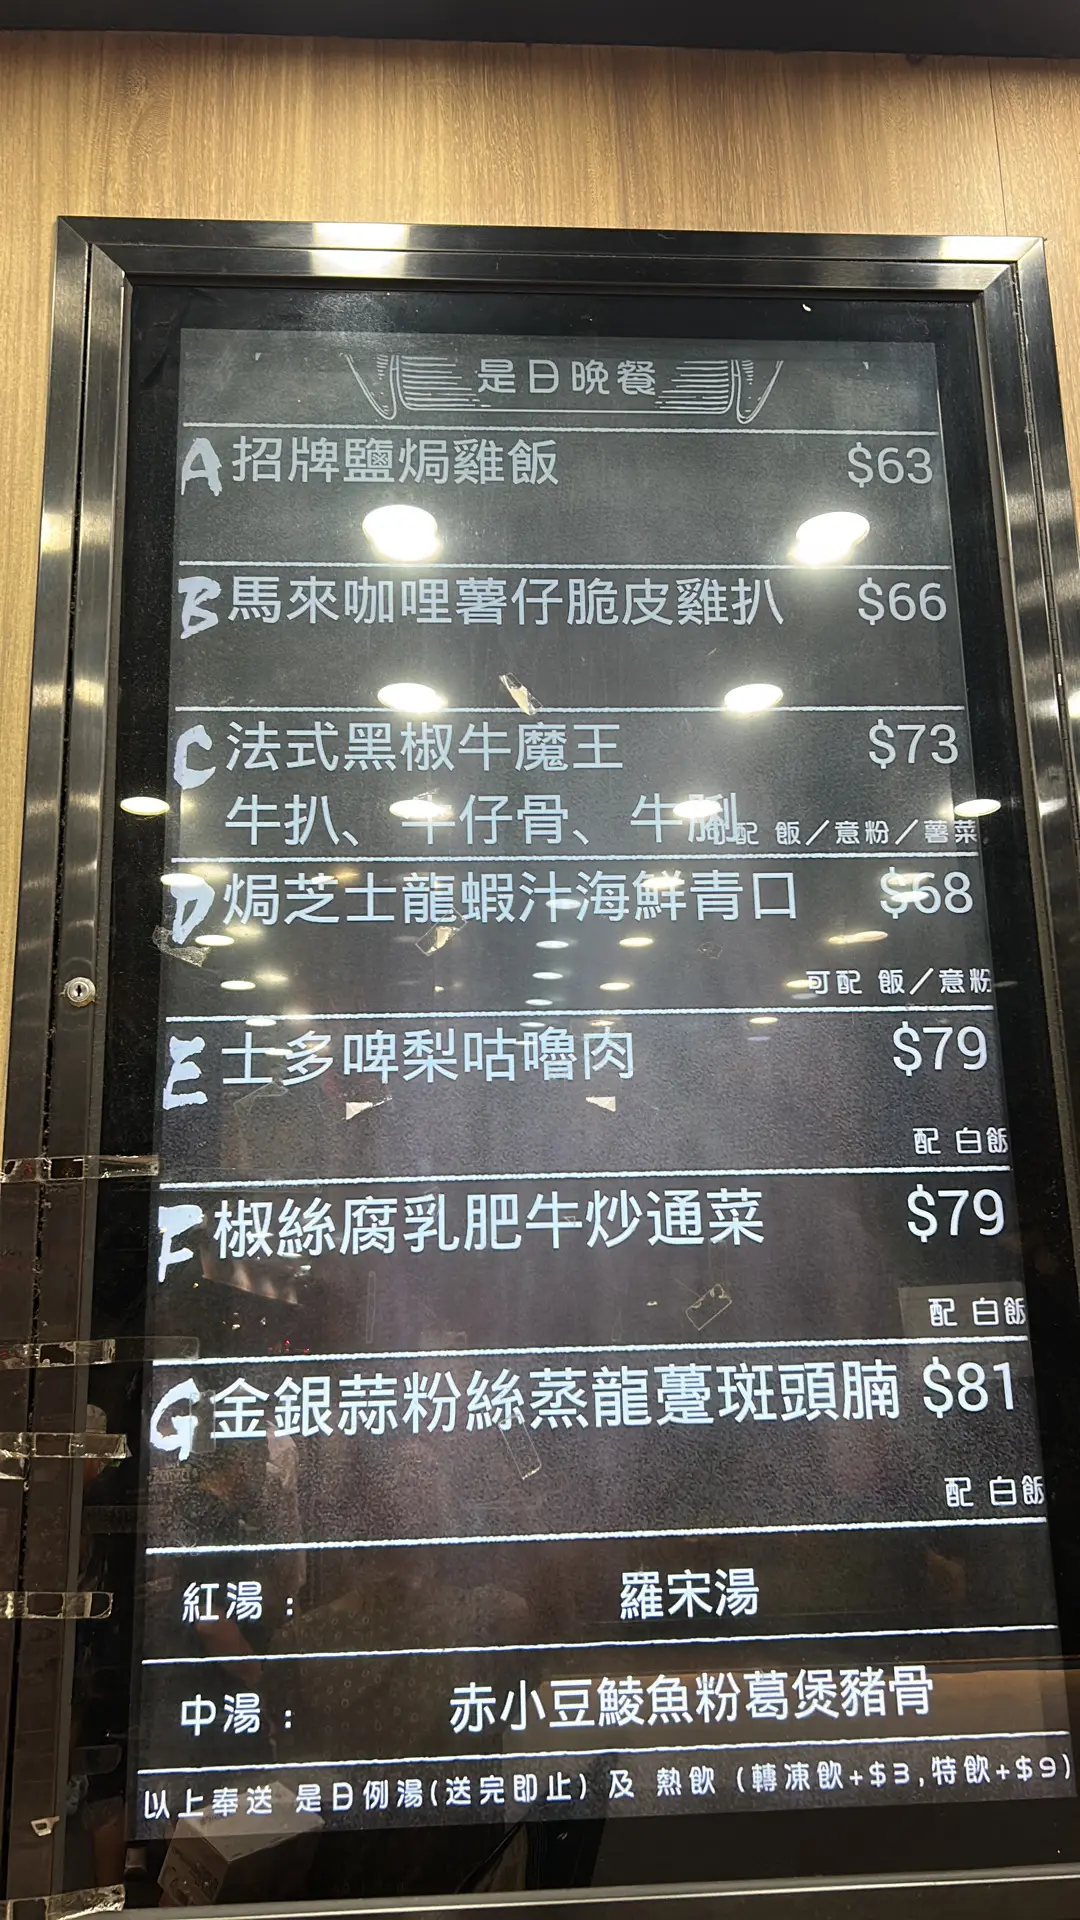 是日晚餐
A 招牌鹽焗雞飯 $63
B 馬來咖哩薯仔脆皮雞扒 $66
C 法式黑椒牛魔王 $73
牛扒、牛仔骨、牛脷 可配 飯/意粉/薯菜
D 焗芝士龍蝦汁海鮮青口 $68
可配 飯/意粉
E 士多啤梨咕嚕肉 $79
配 白飯
F 椒絲腐乳肥牛炒通菜 $79
配 白飯
G 金銀蒜粉絲蒸龍躉斑頭腩 $81
配 白飯
紅湯: 羅宋湯
中湯: 赤小豆鯪魚粉葛煲豬骨
以上奉送 是日例湯(送完即止) 及 熱飲 (轉凍飲+$3,特飲+$9)